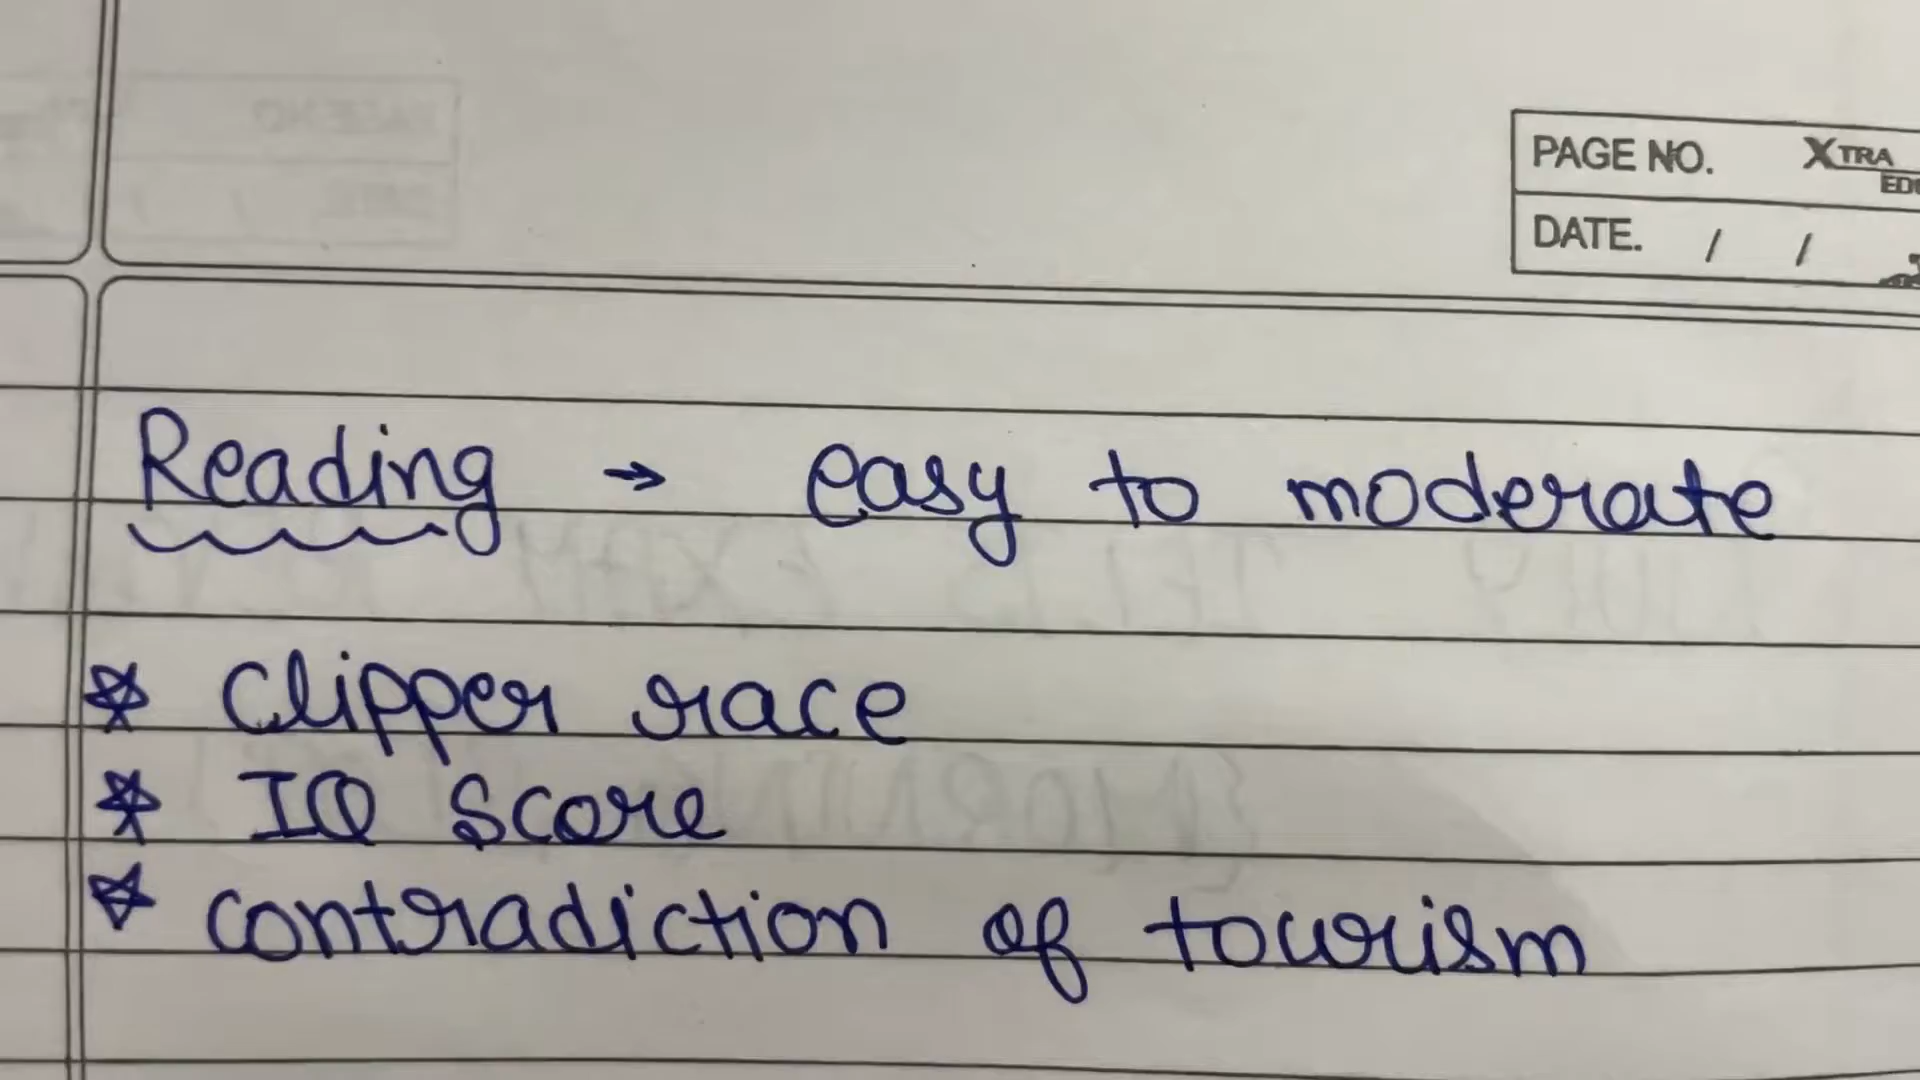 PAGE NO. XTRA
DATE. / /
Reading → easy to moderate
☆ Clipper race
☆ IQ Score
☆ contradiction of tourism